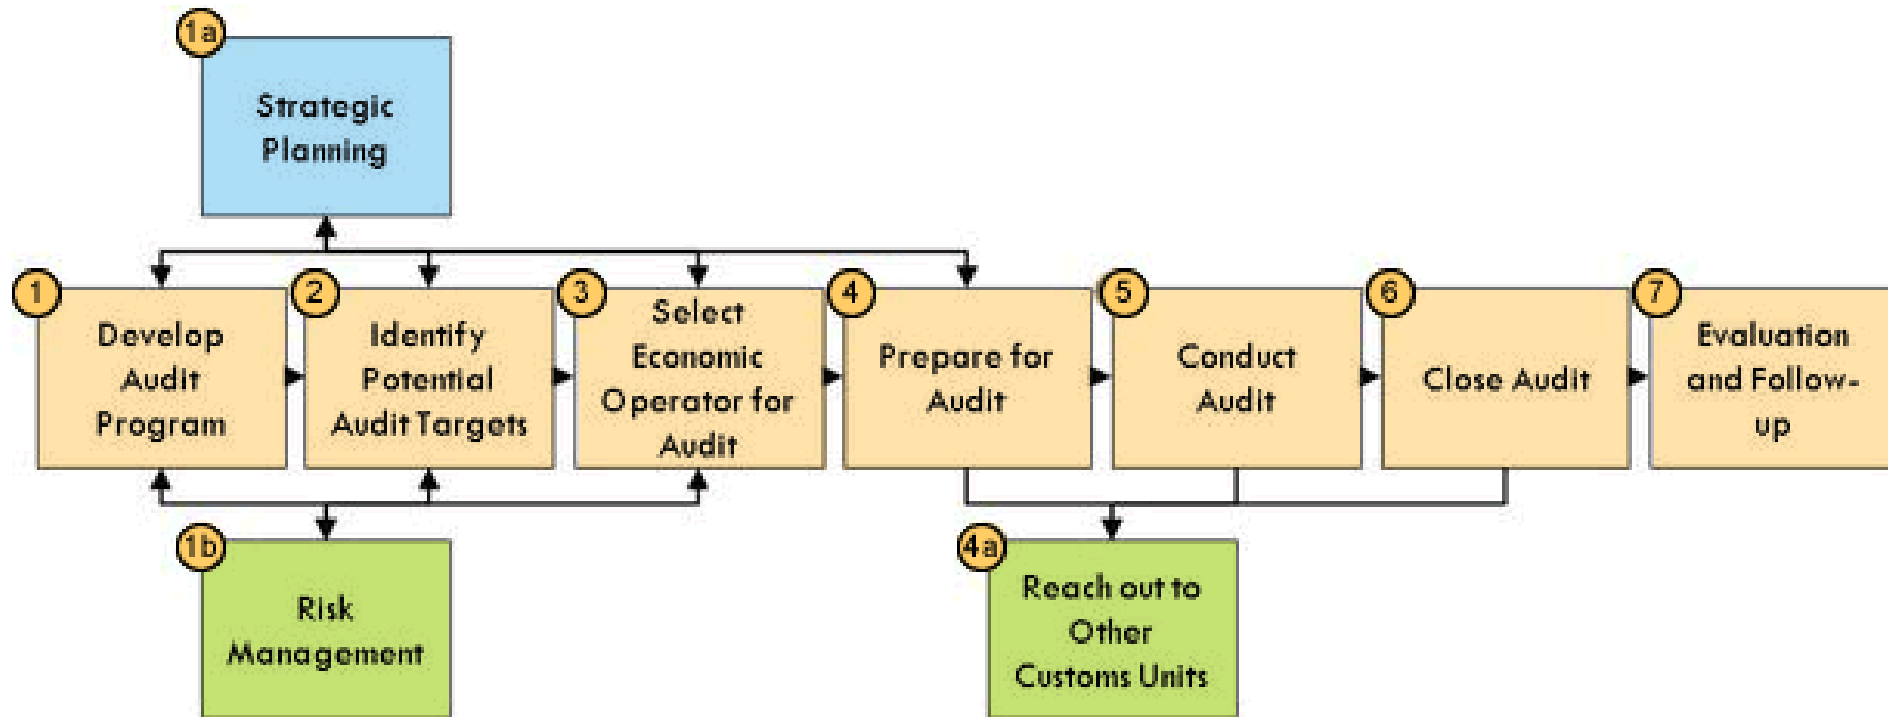 1a
Strategic
Planning
1
Develop
Audit
Program
2
Identify
Potential
Audit Targets
3
Select
Economic
Operator for
Audit
4
Prepare for
Audit
5
Conduct
Audit
6
Close Audit
7
Evaluation
and Follow-
up
1b
Risk
Management
4a
Reach out to
Other
Customs Units